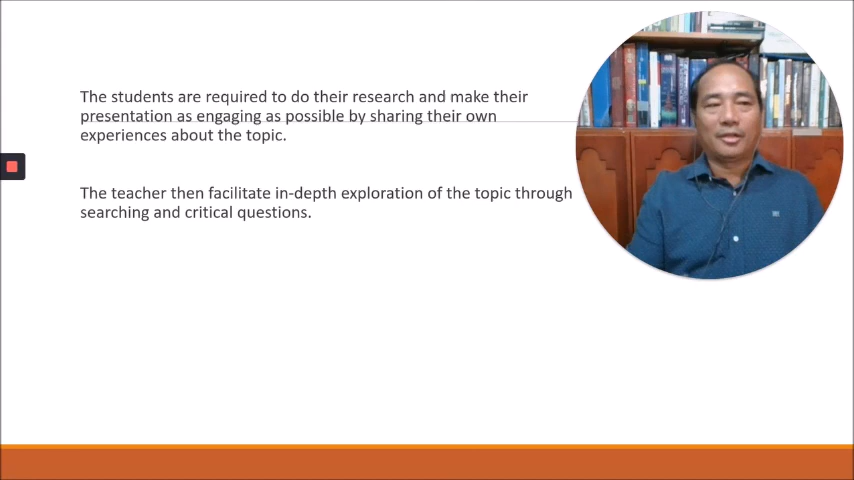 The students are required to do their research and make their
presentation as engaging as possible by sharing their own
experiences about the topic.
The teacher then facilitate in-depth exploration of the topic through
searching and critical questions.